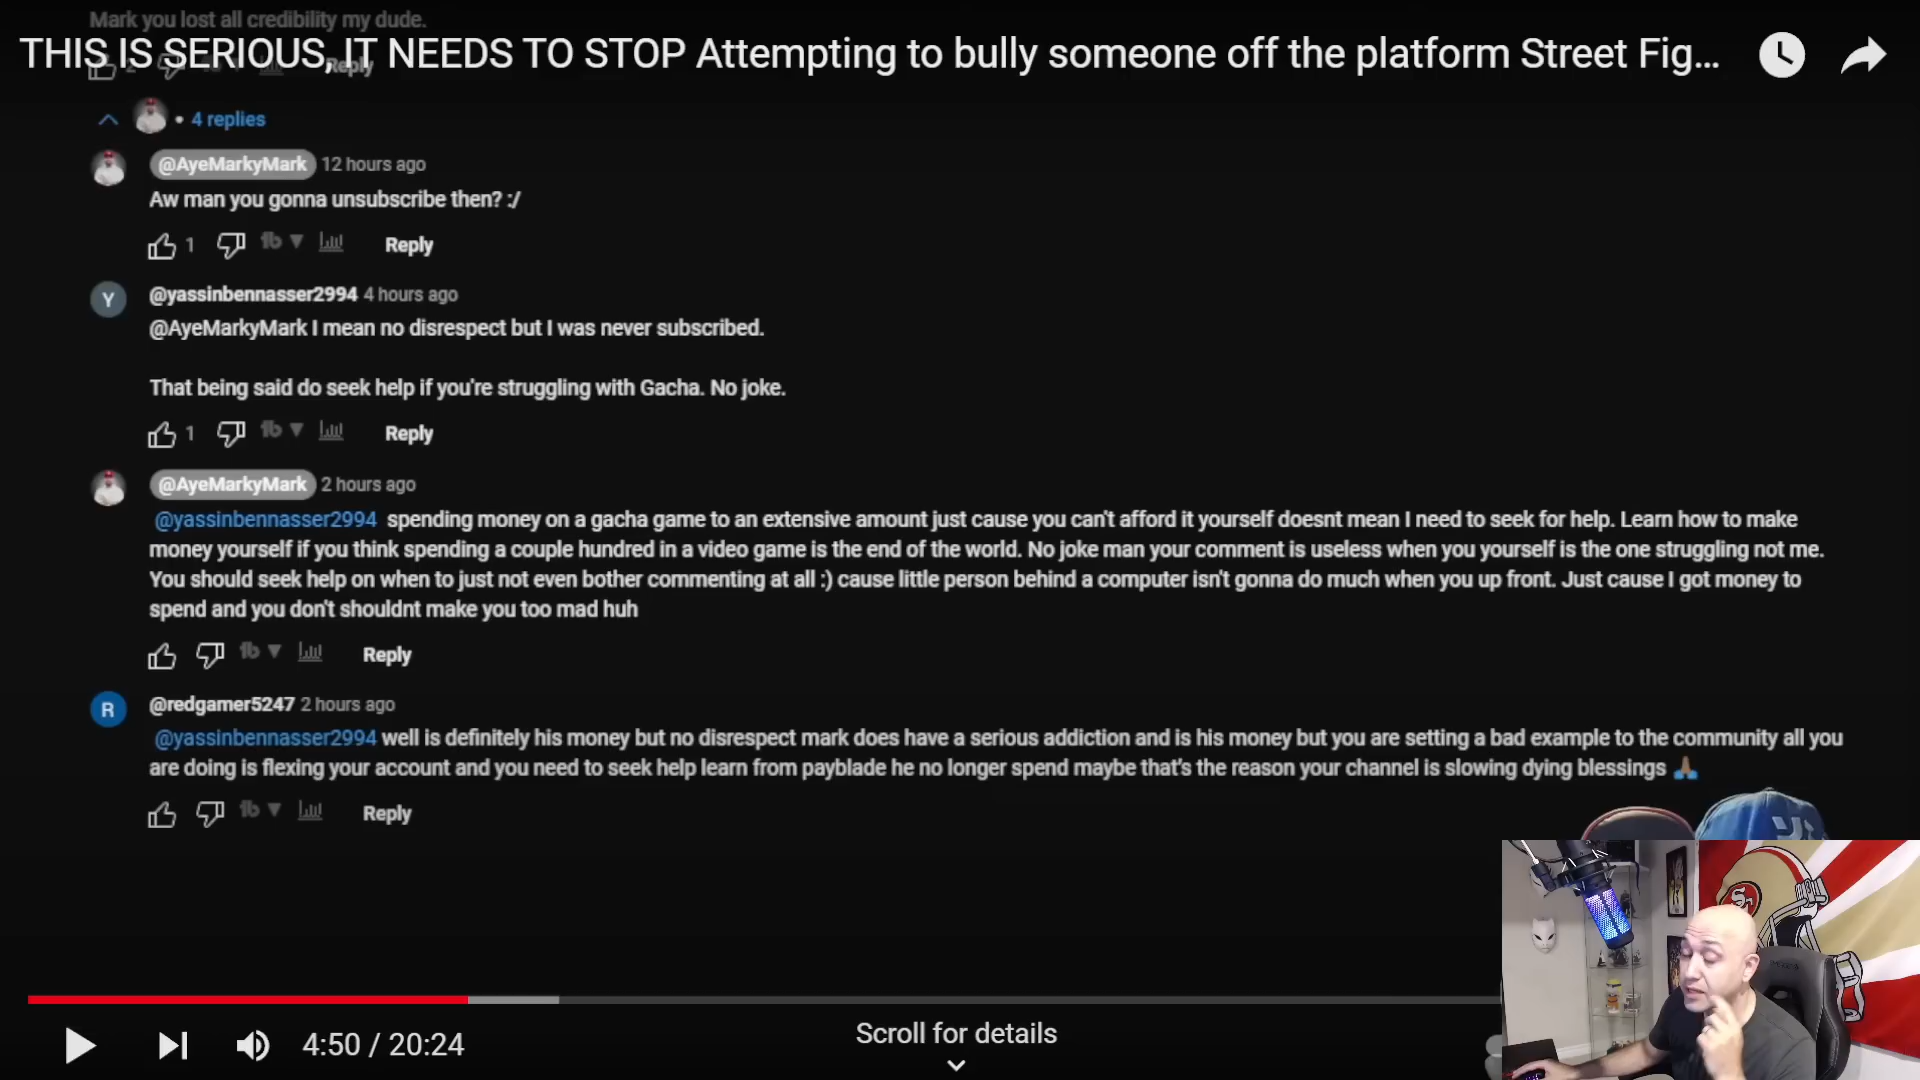 Mark you lost all credibility my dude.
THIS IS SERIOUS, IT NEEDS TO STOP Attempting to bully someone off the platform Street Fig...
Reply
4 replies
@AyeMarkyMark 12 hours ago
Aw man you gonna unsubscribe then? :/
1 Reply
Y
@yassinbennasser2994 4 hours ago
@AyeMarkyMark I mean no disrespect but I was never subscribed.
That being said do seek help if you're struggling with Gacha. No joke.
1 Reply
@AyeMarkyMark 2 hours ago
@yassinbennasser2994 spending money on a gacha game to an extensive amount just cause you can't afford it yourself doesnt mean I need to seek for help. Learn how to make
money yourself if you think spending a couple hundred in a video game is the end of the world. No joke man your comment is useless when you yourself is the one struggling not me.
You should seek help on when to just not even bother commenting at all :) cause little person behind a computer isn't gonna do much when you up front. Just cause I got money to
spend and you don't shouldnt make you too mad huh
Reply
R
@redgamer5247 2 hours ago
@yassinbennasser2994 well is definitely his money but no disrespect mark does have a serious addiction and is his money but you are setting a bad example to the community all you
are doing is flexing your account and you need to seek help learn from payblade he no longer spend maybe that's the reason your channel is slowing dying blessings 🙏🏽
Reply
4:50 / 20:24
Scroll for details